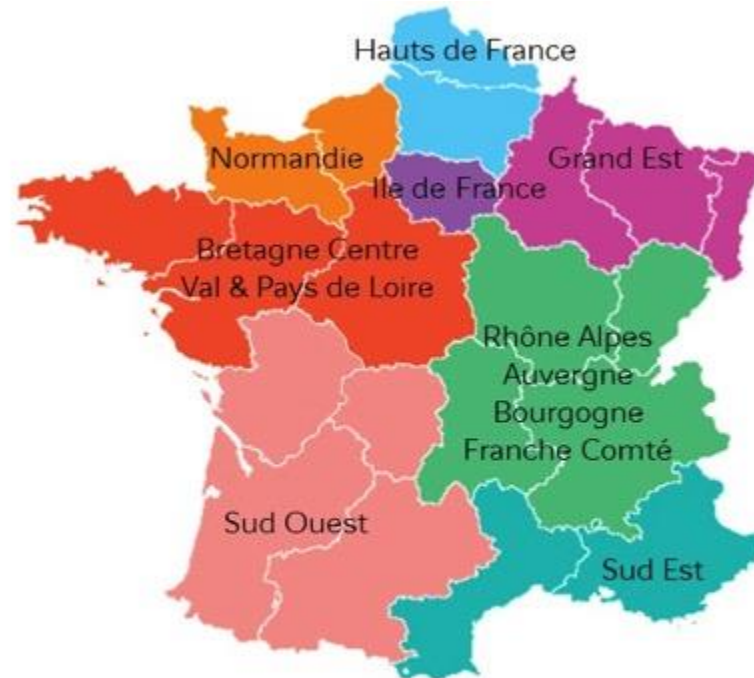 Hauts de France
Normandie
Grand Est
Ile de France
Bretagne Centre
Val & Pays de Loire
Rhône Alpes
Auvergne
Bourgogne
Franche Comté
Sud Ouest
Sud Est